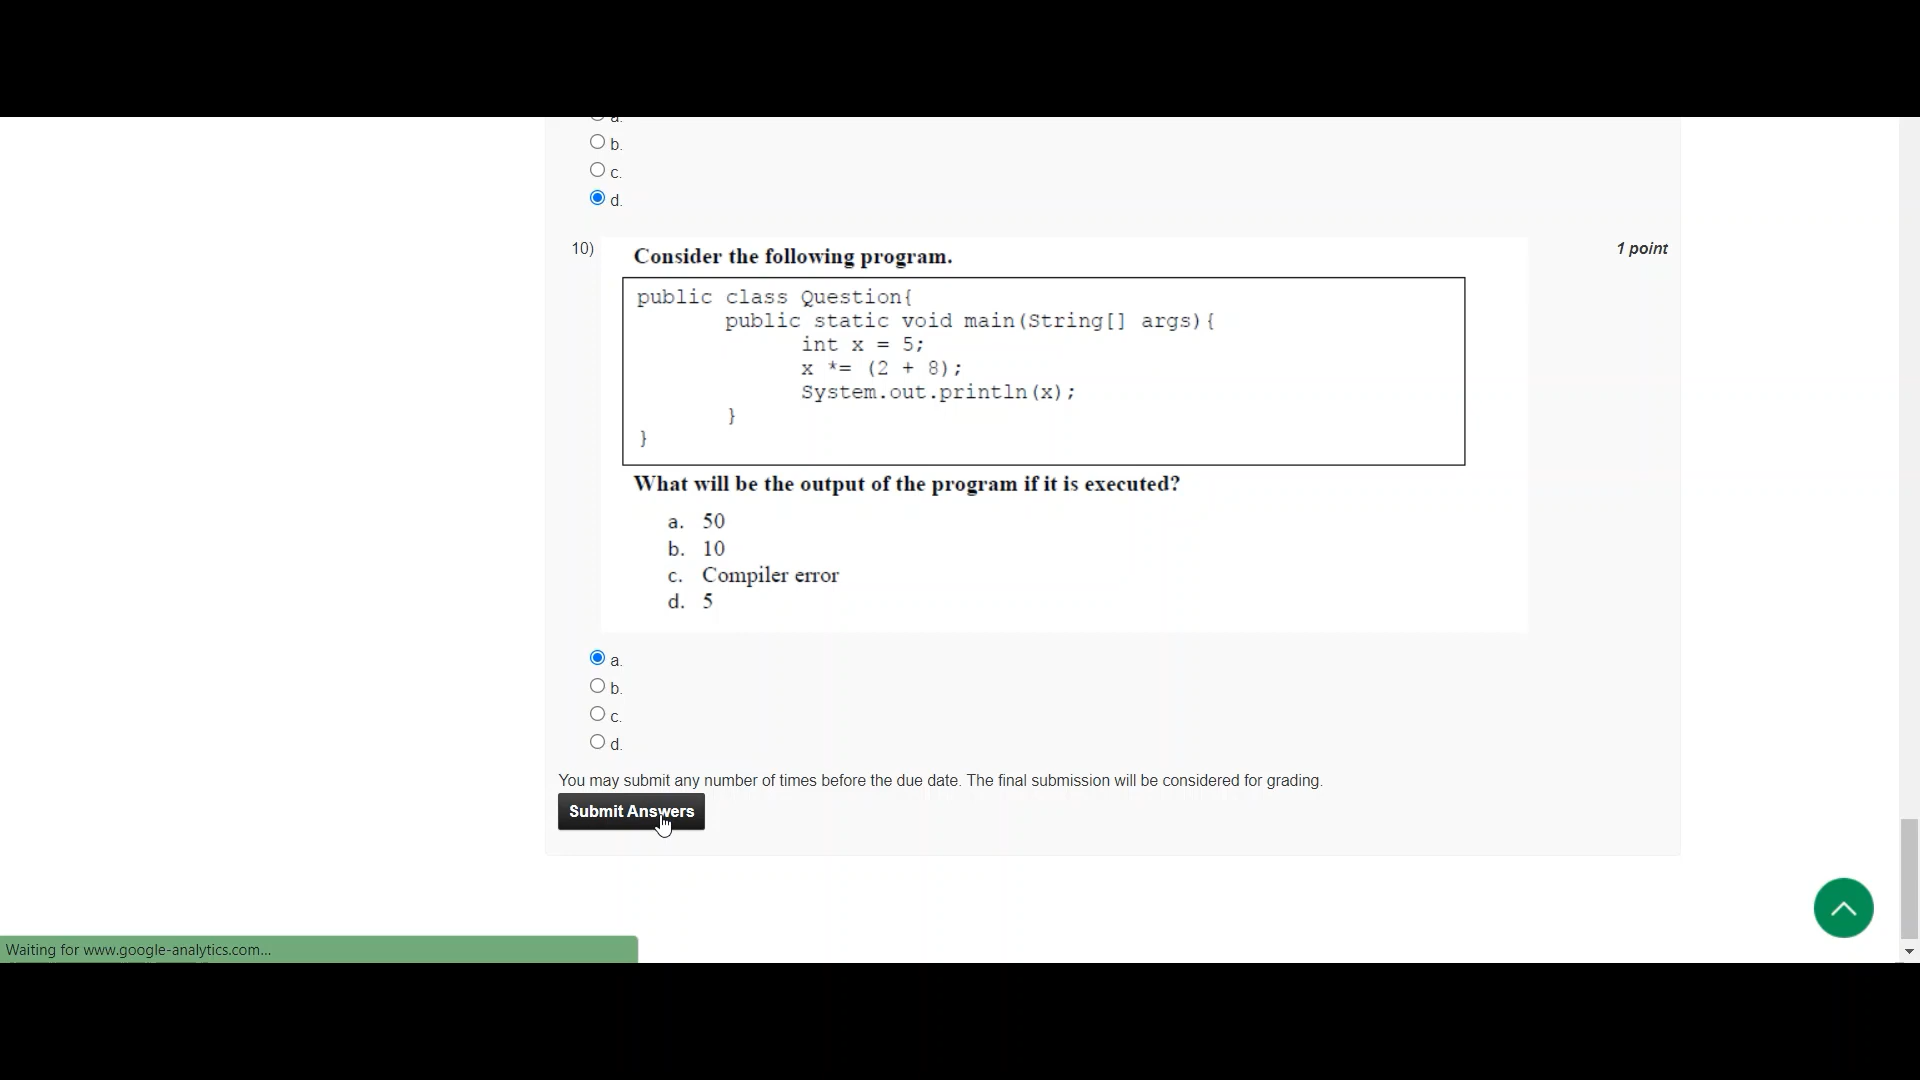 a.
b.
c.
d.
10)
1 point
Consider the following program.
public class Question{
public static void main(String[] args){
int x = 5;
x *= (2 + 8);
System.out.println(x);
}
}
What will be the output of the program if it is executed?
a. 50
b. 10
c. Compiler error
d. 5
a.
b.
c.
d.
You may submit any number of times before the due date. The final submission will be considered for grading.
Submit Answers
Waiting for www.google-analytics.com...